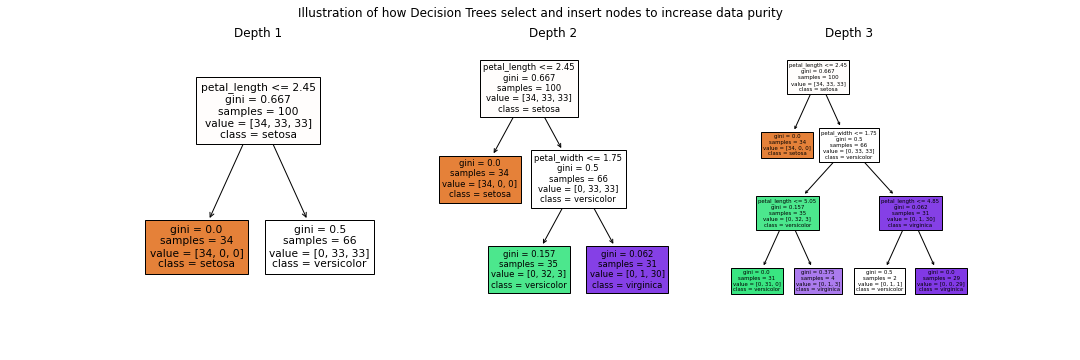 Illustration of how Decision Trees select and insert nodes to increase data purity
Depth 1
petal_length <= 2.45
gini = 0.667
samples = 100
value = [34, 33, 33]
class = setosa
gini = 0.0
samples = 34
value = [34, 0, 0]
class = setosa
gini = 0.5
samples = 66
value = [0, 33, 33]
class = versicolor
Depth 2
petal_length <= 2.45
gini = 0.667
samples = 100
value = [34, 33, 33]
class = setosa
gini = 0.0
samples = 34
value = [34, 0, 0]
class = setosa
petal_width <= 1.75
gini = 0.5
samples = 66
value = [0, 33, 33]
class = versicolor
gini = 0.157
samples = 35
value = [0, 32, 3]
class = versicolor
gini = 0.062
samples = 31
value = [0, 1, 30]
class = virginica
Depth 3
petal_length <= 2.45
gini = 0.667
samples = 100
value = [34, 33, 33]
class = setosa
gini = 0.0
samples = 34
value = [34, 0, 0]
class = setosa
petal_width <= 1.75
gini = 0.5
samples = 66
value = [0, 33, 33]
class = versicolor
petal_length <= 5.05
gini = 0.157
samples = 35
value = [0, 32, 3]
class = versicolor
petal_length <= 4.85
gini = 0.062
samples = 31
value = [0, 1, 30]
class = virginica
gini = 0.0
samples = 31
value = [0, 31, 0]
class = versicolor
gini = 0.375
samples = 4
value = [0, 1, 3]
class = virginica
gini = 0.5
samples = 2
value = [0, 1, 1]
class = versicolor
gini = 0.0
samples = 29
value = [0, 0, 29]
class = virginica